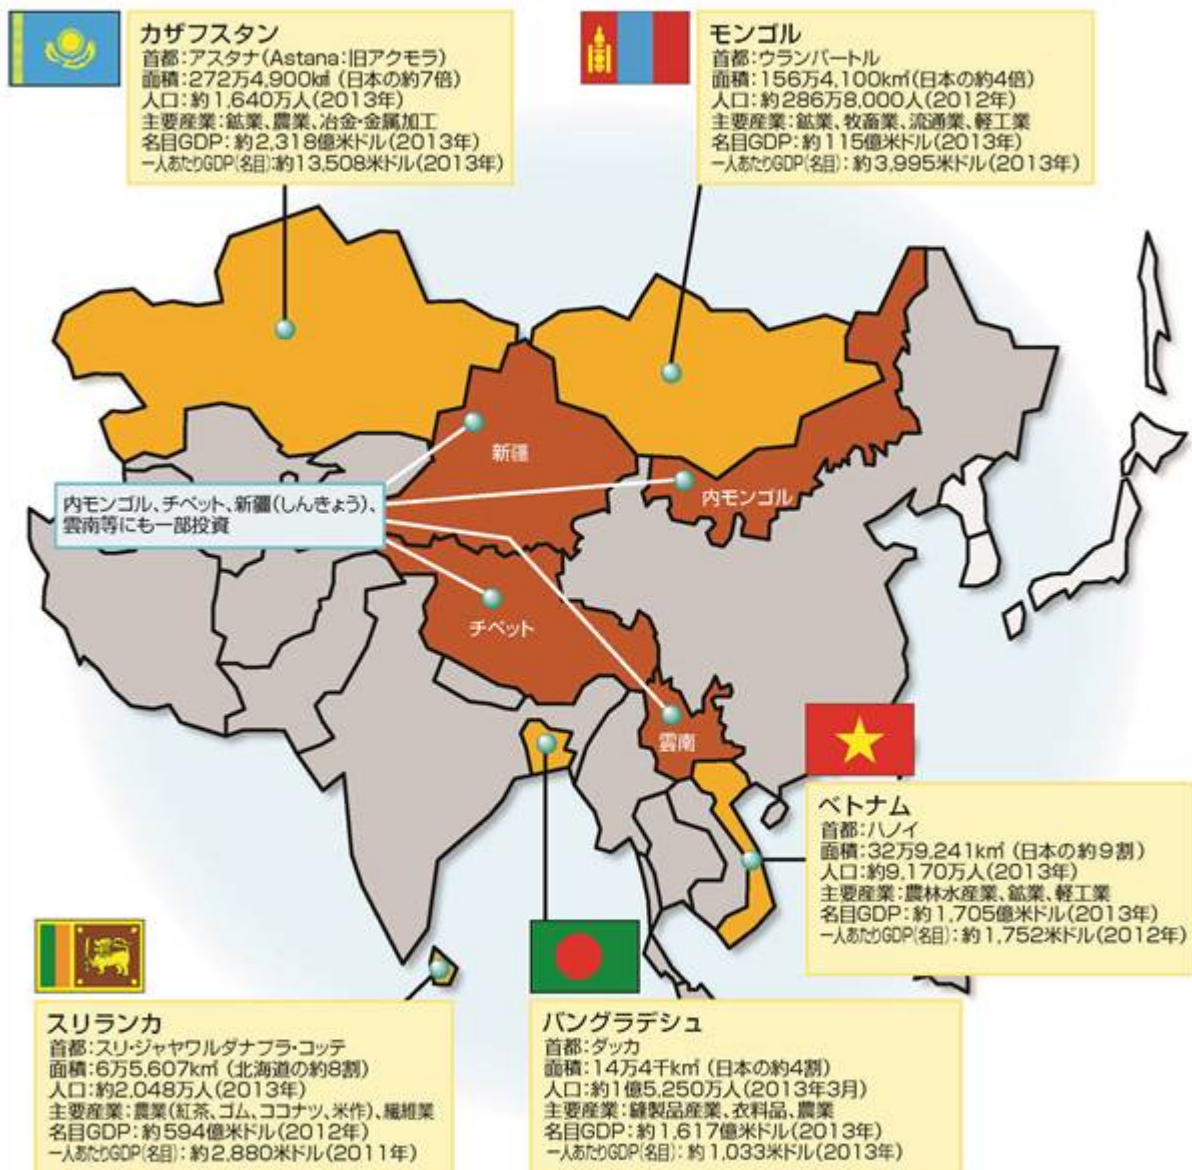 カザフスタン
首都：アスタナ（Astana：旧アクモラ）
面積：272万4,900㎢（日本の約7倍）
人口：約1,640万人（2013年）
主要産業：鉱業、農業、冶金・金属加工
名目GDP：約2,318億米ドル（2013年）
一人あたりGDP（名目）：約13,508米ドル（2013年）
モンゴル
首都：ウランバートル
面積：156万4,100㎢（日本の約4倍）
人口：約286万8,000人（2012年）
主要産業：鉱業、牧畜業、流通業、軽工業
名目GDP：約115億米ドル（2013年）
一人あたりGDP（名目）：約3,995米ドル（2013年）
新疆
内モンゴル
内モンゴル、チベット、新疆（しんきょう）、
雲南等にも一部投資
チベット
雲南
ベトナム
首都：ハノイ
面積：32万9,241㎢（日本の約9割）
人口：約9,170万人（2013年）
主要産業：農林水産業、鉱業、軽工業
名目GDP：約1,705億米ドル（2013年）
一人あたりGDP（名目）：約1,752米ドル（2012年）
スリランカ
首都：スリ・ジャヤワルダナプラ・コッテ
面積：6万5,607㎢（北海道の約8割）
人口：約2,048万人（2013年）
主要産業：農業（紅茶、ゴム、ココナツ、米作）、繊維業
名目GDP：約594億米ドル（2012年）
一人あたりGDP（名目）：約2,880米ドル（2011年）
バングラデシュ
首都：ダッカ
面積：14万4千㎢（日本の約4割）
人口：約1億5,250万人（2013年3月）
主要産業：縫製品産業、衣料品、農業
名目GDP：約1,617億米ドル（2013年）
一人あたりGDP（名目）：約1,033米ドル（2013年）